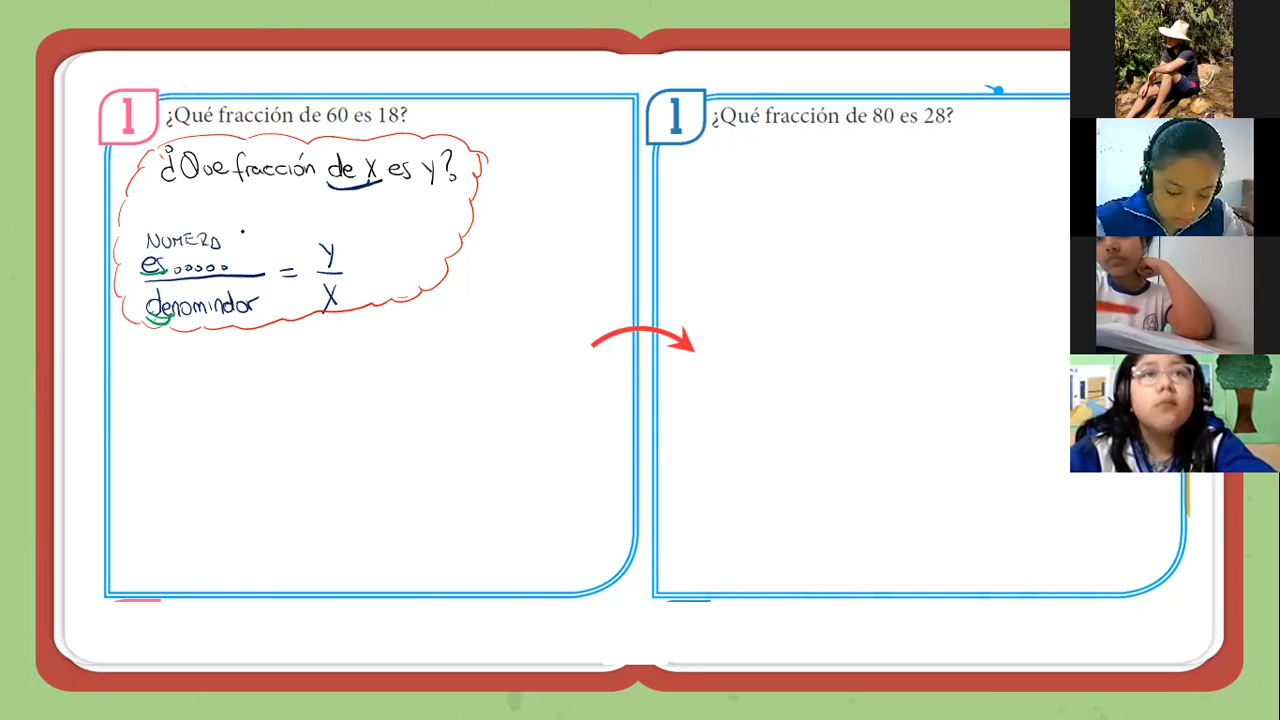 1 ¿Qué fracción de 60 es 18?
¿Que fracción de X es y?
NUMERO
es..... = Y
denomindor X
1 ¿Qué fracción de 80 es 28?